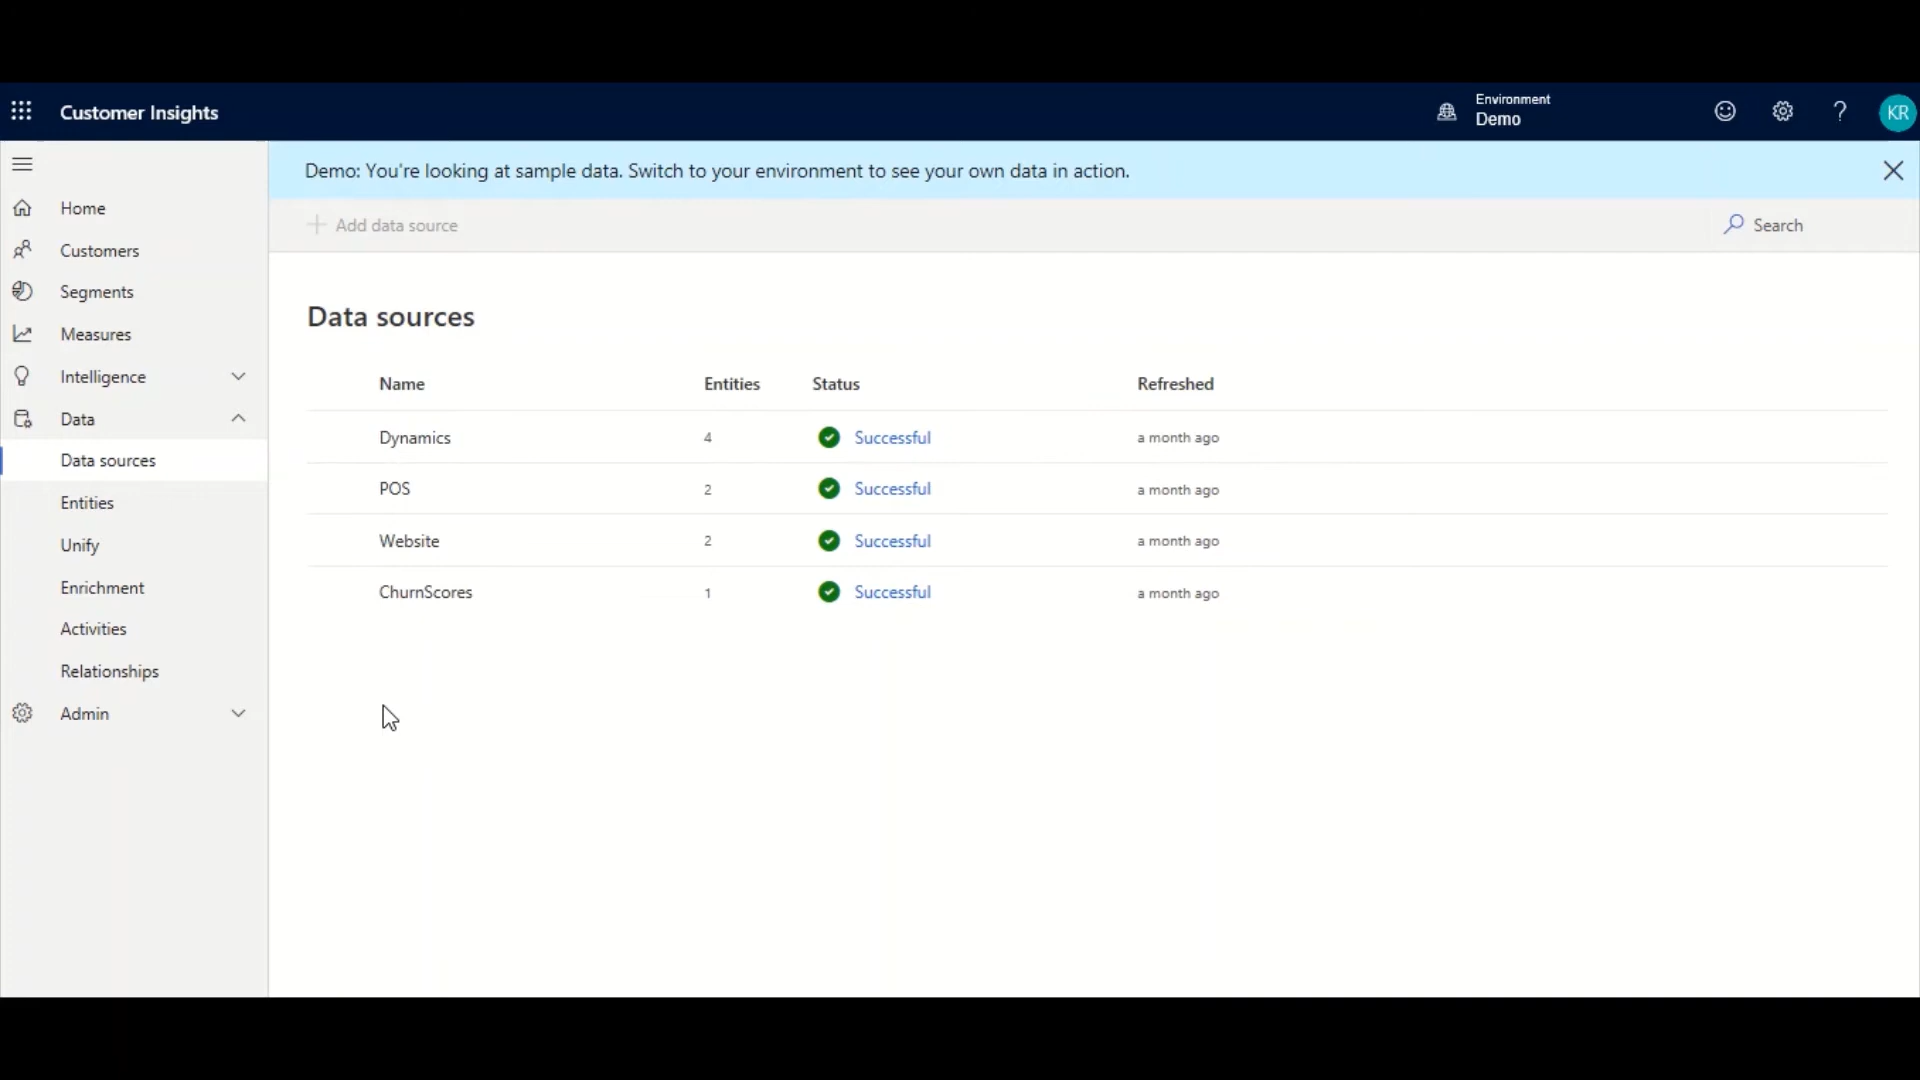 Customer Insights
Environment
Demo
?
KR
Demo: You're looking at sample data. Switch to your environment to see your own data in action.
Add data source
Search
Home
Customers
Segments
Measures
Intelligence
Data
Data sources
Entities
Unify
Enrichment
Activities
Relationships
Admin
Data sources
Name Entities Status Refreshed
Dynamics 4 Successful a month ago
POS 2 Successful a month ago
Website 2 Successful a month ago
ChurnScores 1 Successful a month ago